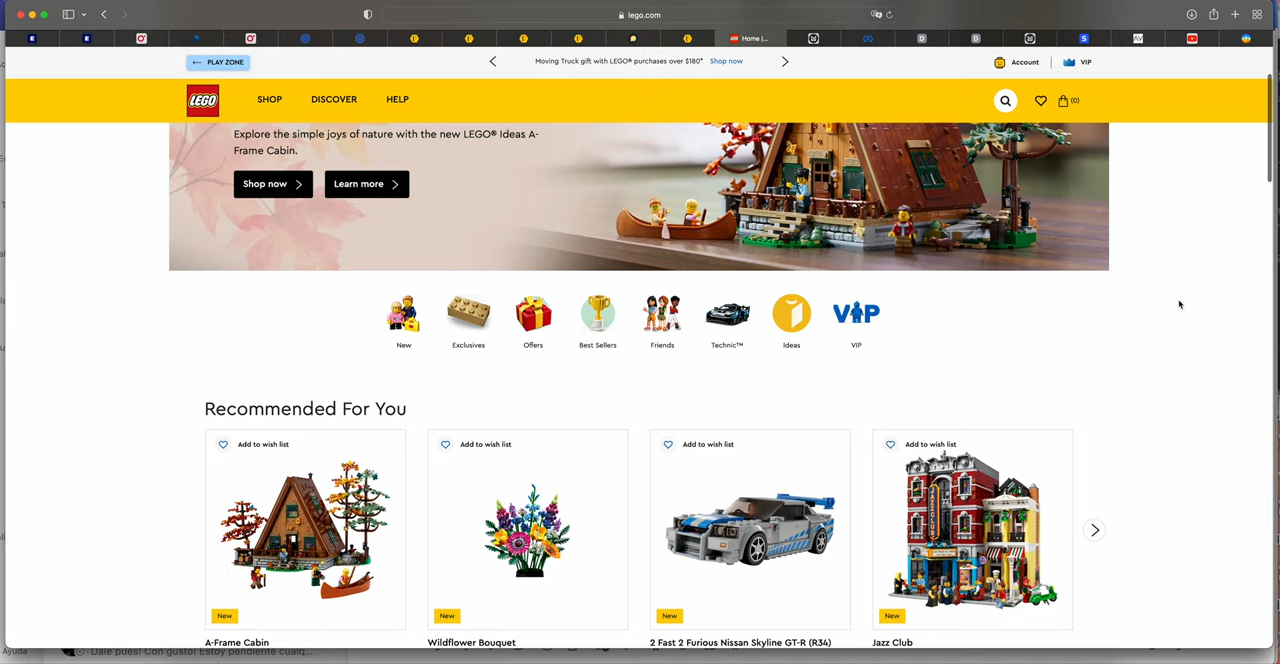 lego.com
Home |...
PLAY ZONE
Moving Truck gift with LEGO® purchases over $180* Shop now
Account
VIP
LEGO
SHOP
DISCOVER
HELP
(0)
Explore the simple joys of nature with the new LEGO® Ideas A-
Frame Cabin.
Shop now
Learn more
VIP
New
Exclusives
Offers
Best Sellers
Friends
Technic™
Ideas
VIP
Recommended For You
Add to wish list
Add to wish list
Add to wish list
Add to wish list
JAZZ CLUB
New
New
New
New
A-Frame Cabin
Wildflower Bouquet
2 Fast 2 Furious Nissan Skyline GT-R (R34)
Jazz Club
Ayuda
Dale pues! Con gusto! Estoy pendiente cualq...